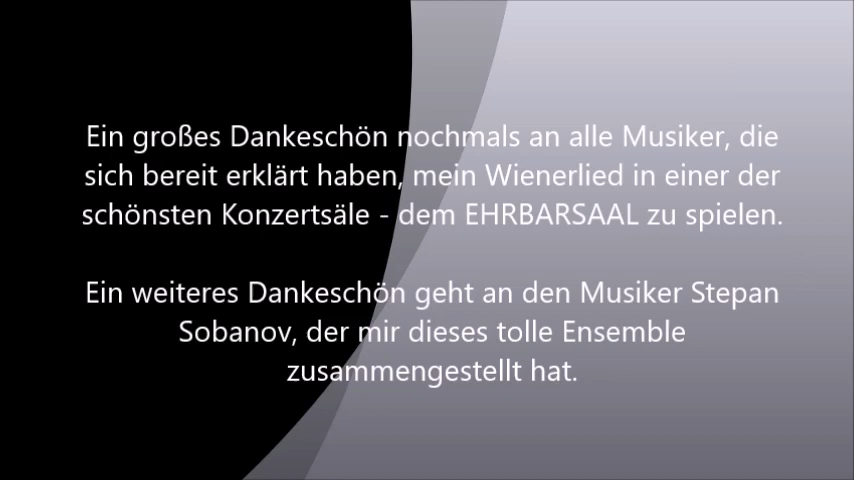 Ein großes Dankeschön nochmals an alle Musiker, die
sich bereit erklärt haben, mein Wienerlied in einer der
schönsten Konzertsäle - dem EHRBARSAAL zu spielen.
Ein weiteres Dankeschön geht an den Musiker Stepan
Sobanov, der mir dieses tolle Ensemble
zusammengestellt hat.